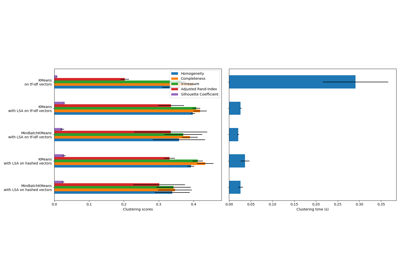 Homogeneity
Completeness
V-measure
Adjusted Rand-Index
Silhouette Coefficient
KMeans
on tf-idf vectors
KMeans
with LSA on tf-idf vectors
MiniBatchKMeans
with LSA on tf-idf vectors
KMeans
with LSA on hashed vectors
MiniBatchKMeans
with LSA on hashed vectors
0.0 0.1 0.2 0.3 0.4
Clustering scores
0.00 0.05 0.10 0.15 0.20 0.25 0.30 0.35
Clustering time (s)